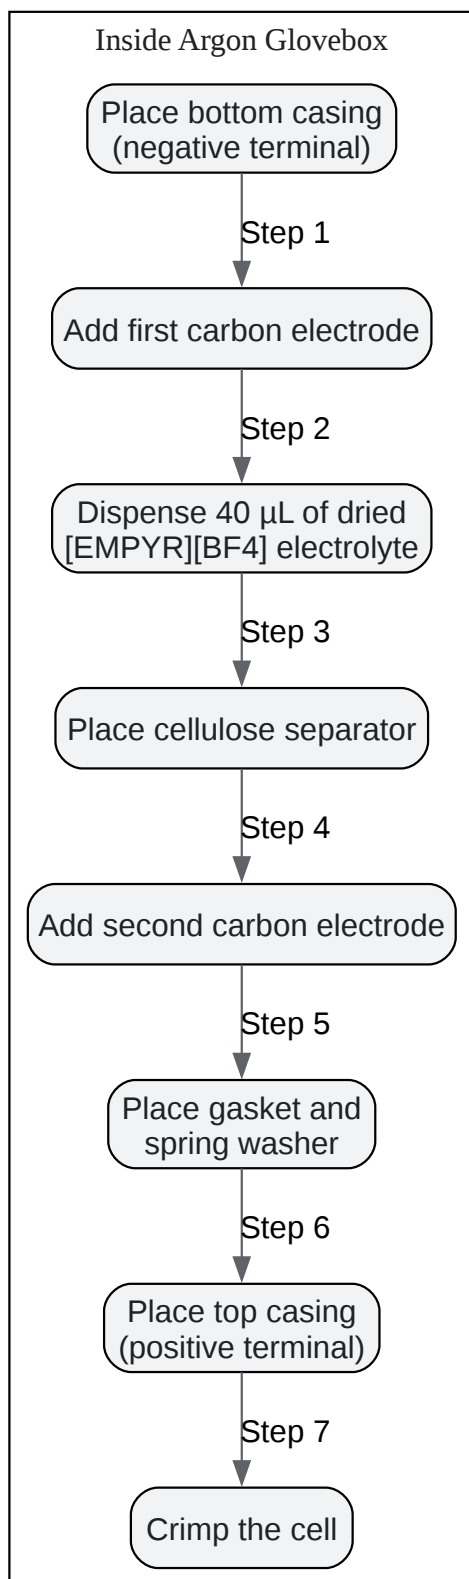 Inside Argon Glovebox
Place bottom casing
(negative terminal)
Step 1
Add first carbon electrode
Step 2
Dispense 40 µL of dried
[EMPYR][BF4] electrolyte
Step 3
Place cellulose separator
Step 4
Add second carbon electrode
Step 5
Place gasket and
spring washer
Step 6
Place top casing
(positive terminal)
Step 7
Crimp the cell